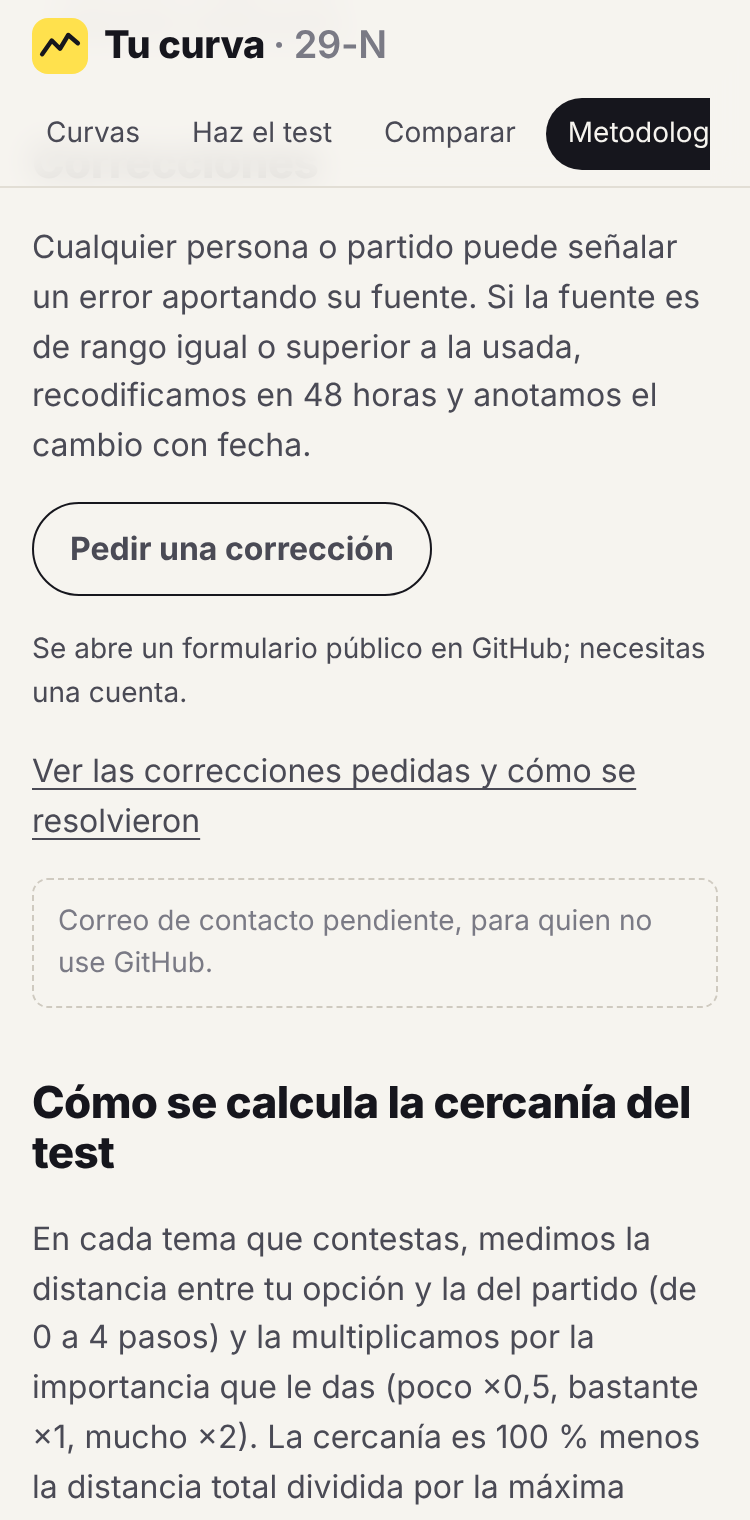 Tu curva · 29-N
Curvas Haz el test Comparar Metodolog
Correcciones
Cualquier persona o partido puede señalar
un error aportando su fuente. Si la fuente es
de rango igual o superior a la usada,
recodificamos en 48 horas y anotamos el
cambio con fecha.
Pedir una corrección
Se abre un formulario público en GitHub; necesitas
una cuenta.
Ver las correcciones pedidas y cómo se
resolvieron
Correo de contacto pendiente, para quien no
use GitHub.
Cómo se calcula la cercanía del
test
En cada tema que contestas, medimos la
distancia entre tu opción y la del partido (de
0 a 4 pasos) y la multiplicamos por la
importancia que le das (poco ×0,5, bastante
×1, mucho ×2). La cercanía es 100 % menos
la distancia total dividida por la máxima